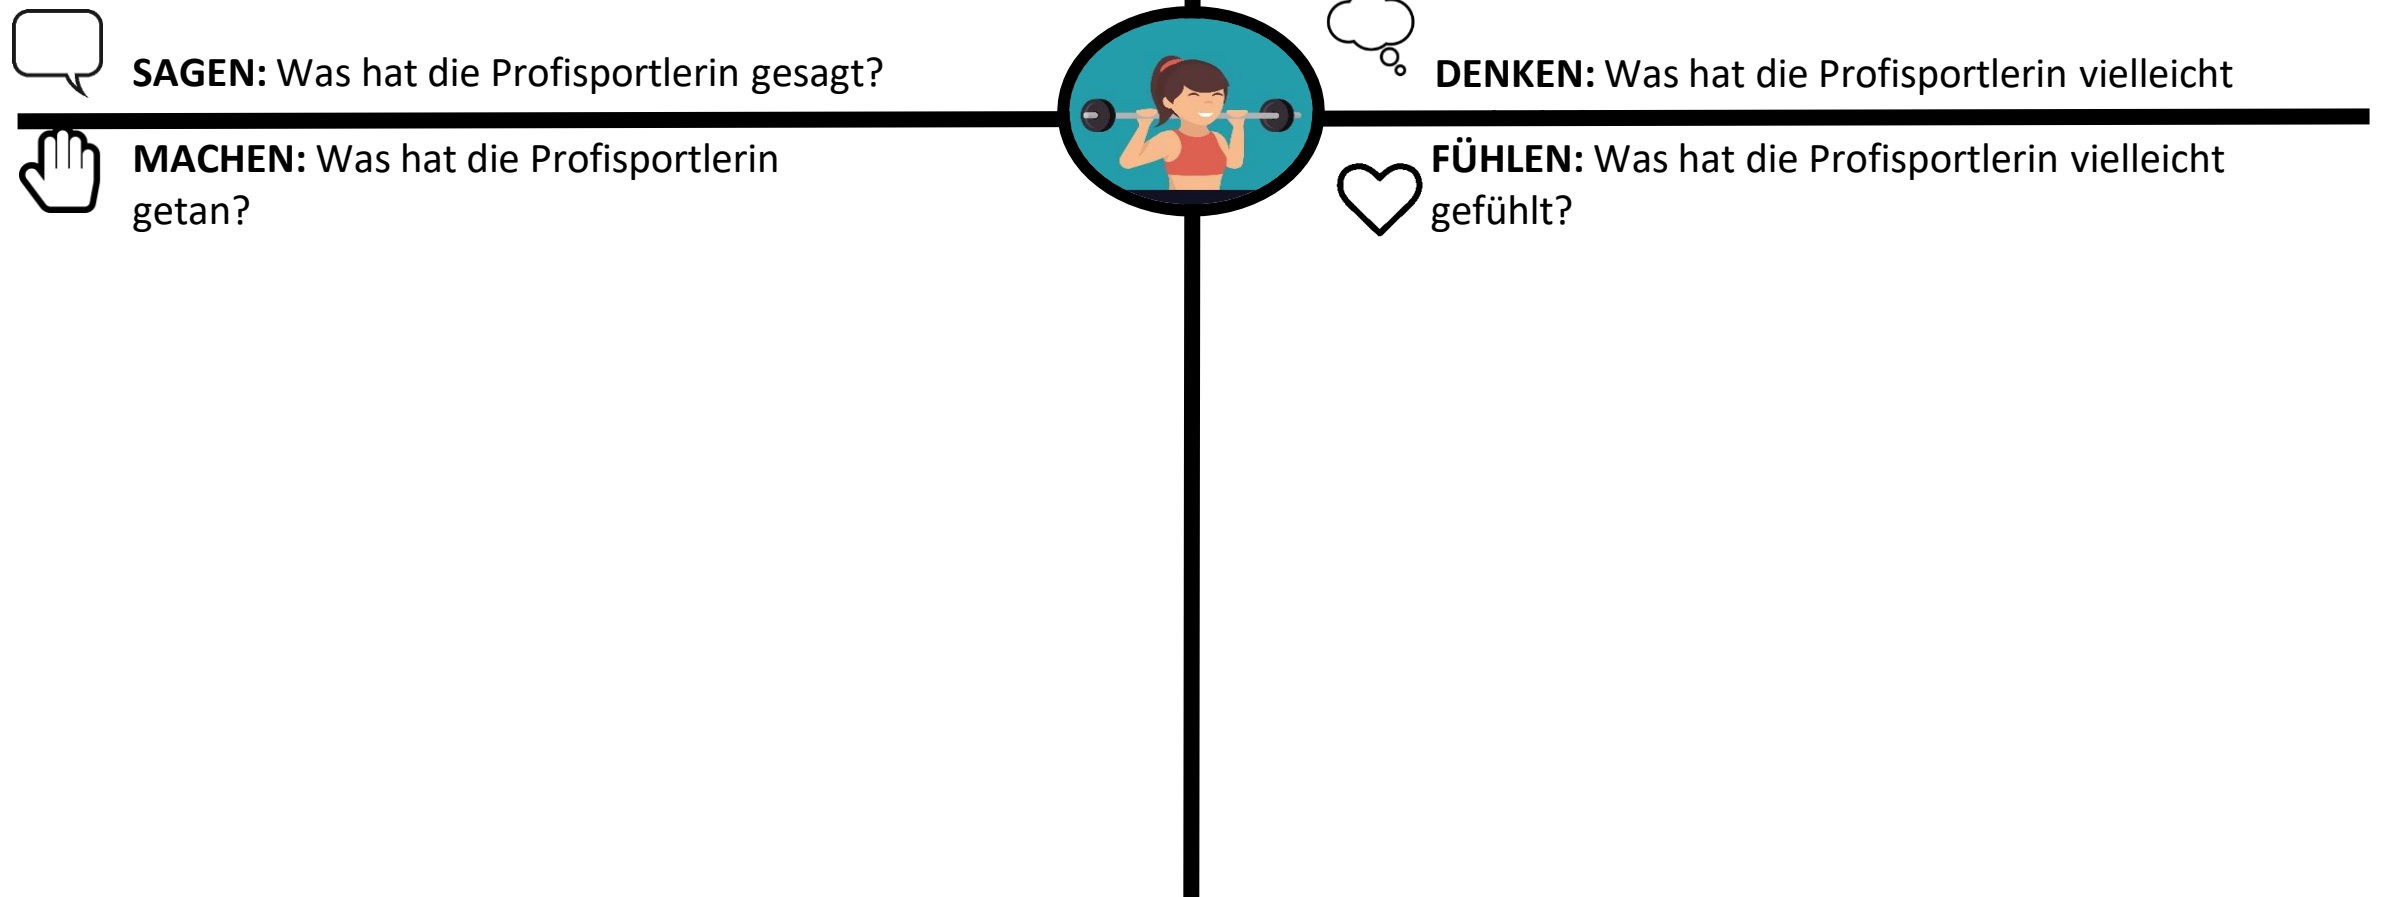 SAGEN: Was hat die Profisportlerin gesagt?
DENKEN: Was hat die Profisportlerin vielleicht
MACHEN: Was hat die Profisportlerin
getan?
FÜHLEN: Was hat die Profisportlerin vielleicht
gefühlt?